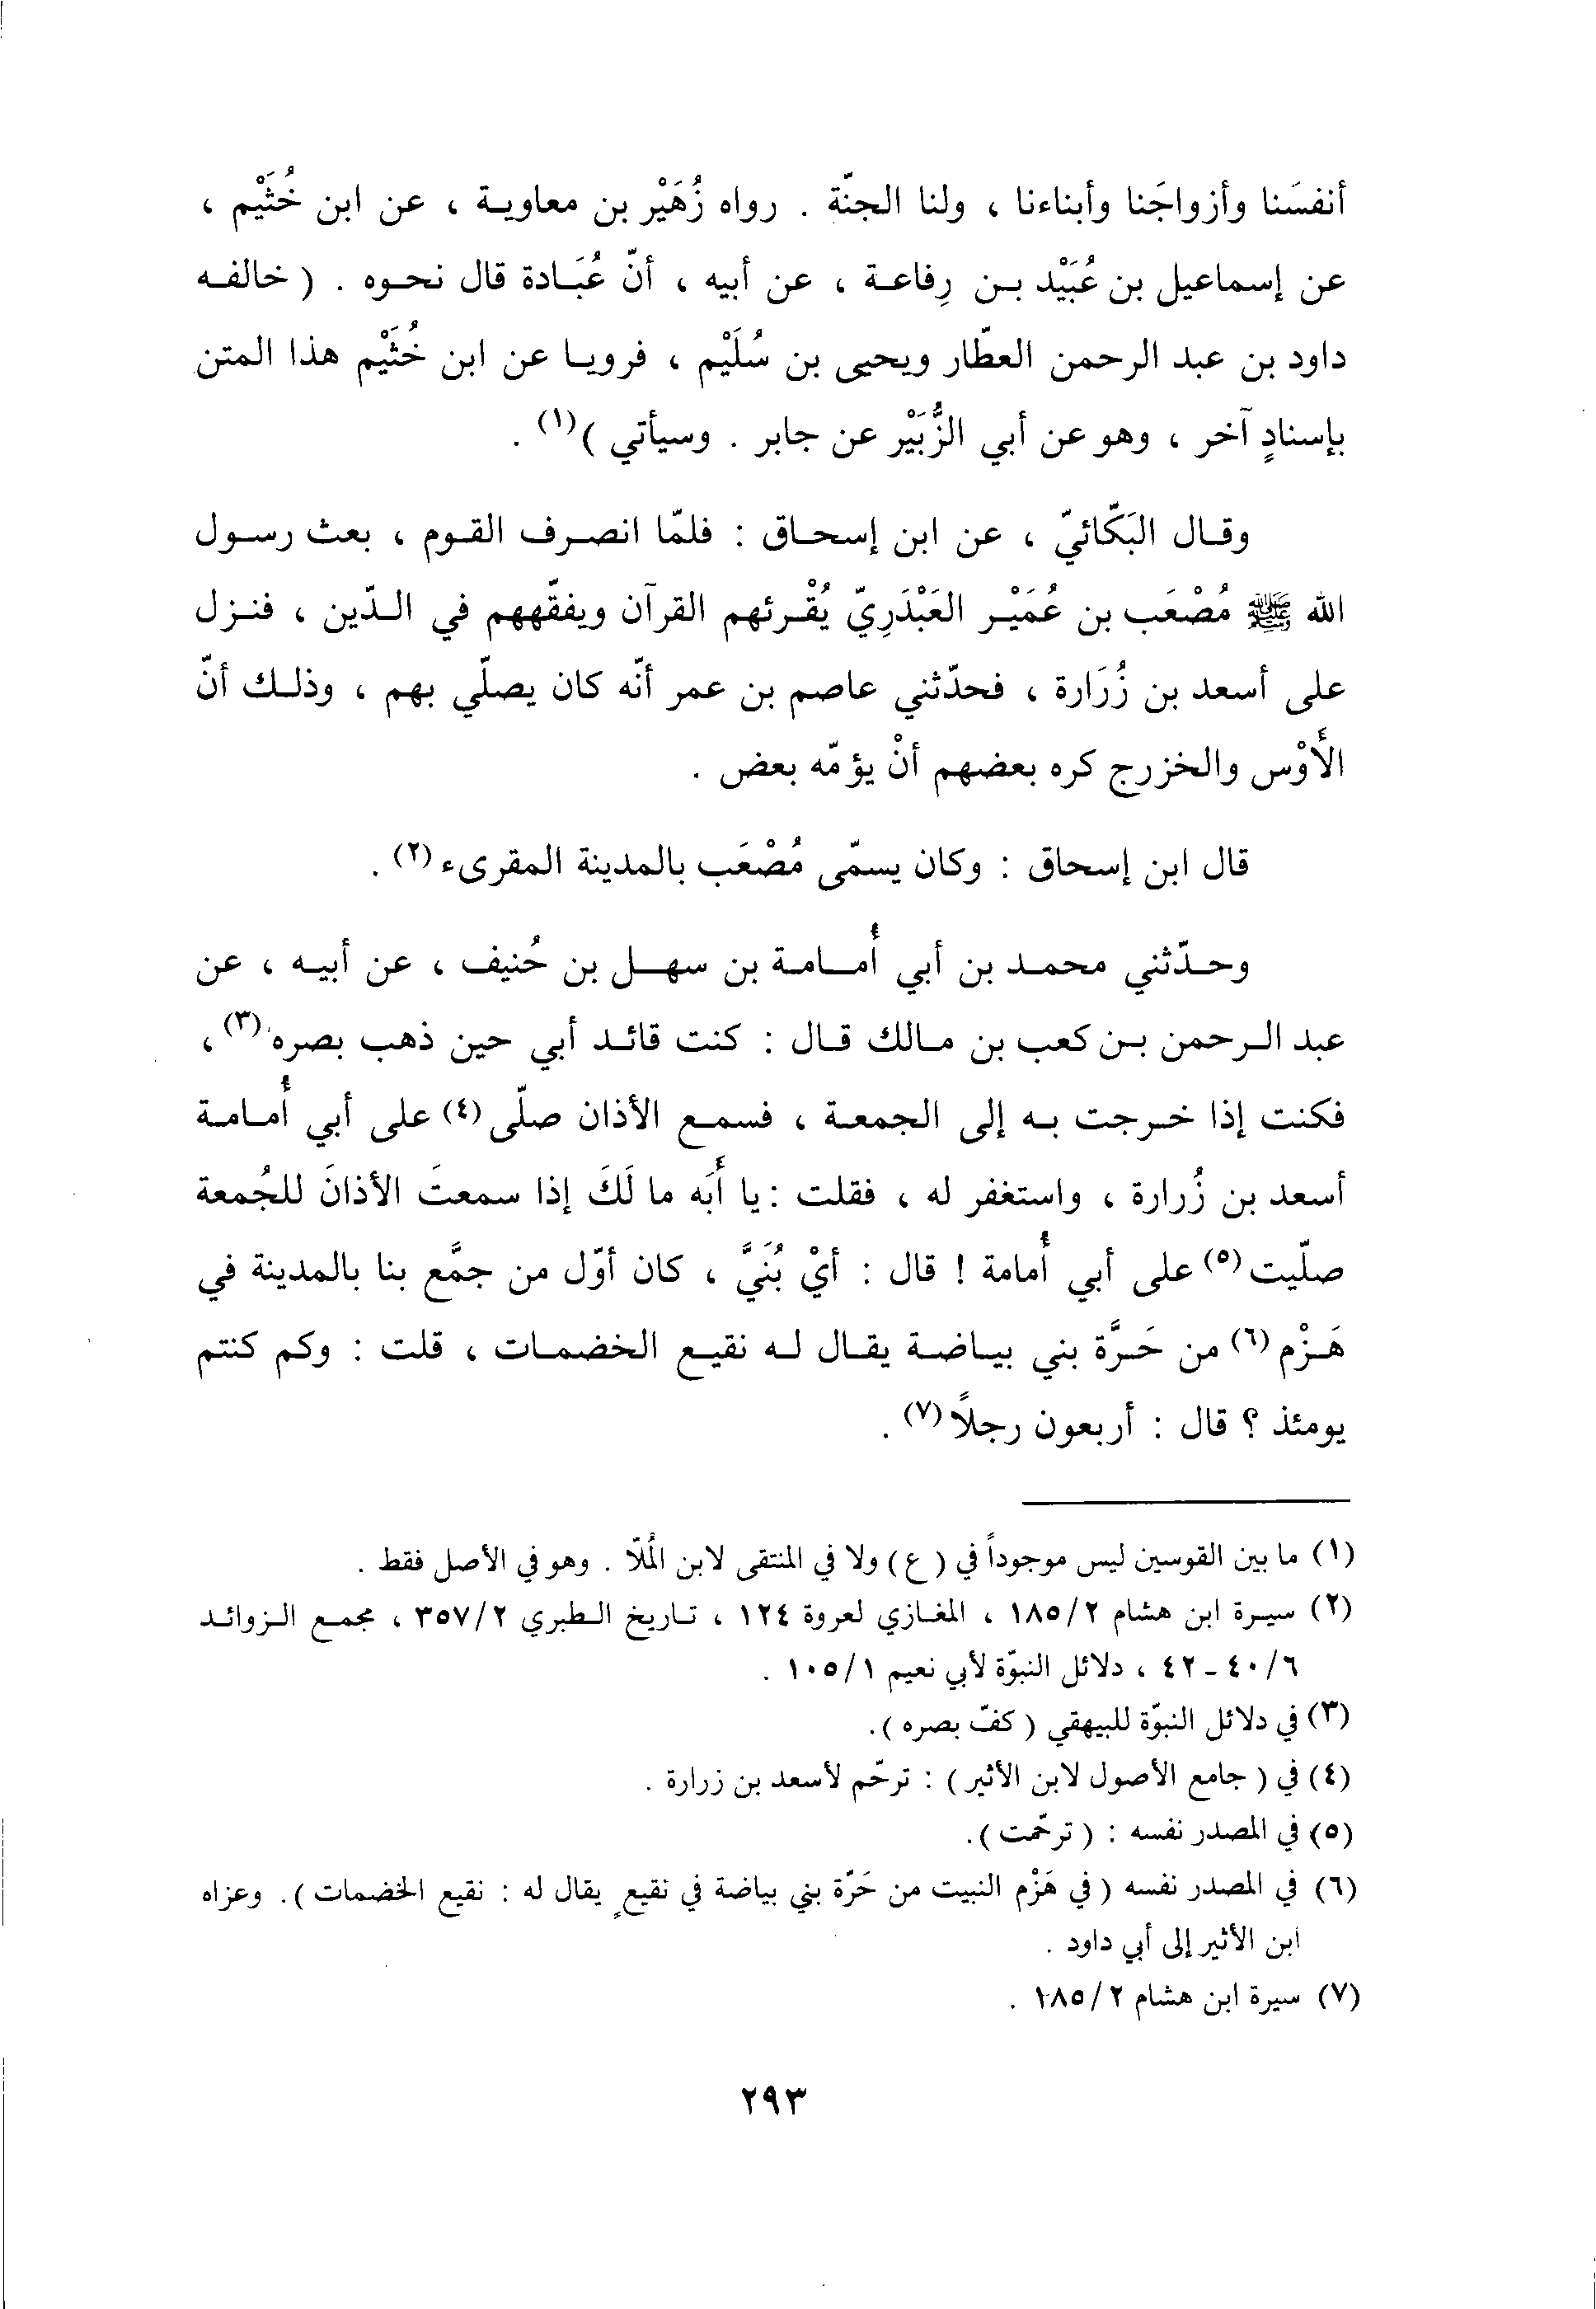 أنفسَنا وأزواجَنا وأبناءنا ، ولنا الجنّة . رواه زُهَيْر بن معاوية ، عن ابن خُثَيْم ،
عن إسماعيل بن عُبَيْد بن رِفاعة ، عن أبيه ، أنّ عُبَادة قال نحوه . ( خالفه
داود بن عبد الرحمن العطّار ويحيى بن سُلَيْم ، فرويا عن ابن خُثَيْم هذا المتن
بإسنادٍ آخر ، وهو عن أبي الزُّبَيْر عن جابر . وسيأتي )(١) .
وقال البَكّائيّ ، عن ابن إسحاق : فلمّا انصرف القوم ، بعث رسول
الله ﷺ مُصْعَب بن عُمَيْر العَبْدَرِيّ يُقْرئهم القرآن ويفقّههم في الدّين ، فنزل
على أسعد بن زُرَارة ، فحدّثني عاصم بن عمر أنّه كان يصلّي بهم ، وذلك أنّ
الأَوْس والخزرج كره بعضهم أنْ يؤمّه بعض .
قال ابن إسحاق : وكان يسمّى مُصْعَب بالمدينة المقرىء(٢) .
وحدّثني محمد بن أبي أُمامة بن سهل بن حُنيف ، عن أبيه ، عن
عبد الرحمن بن كعب بن مالك قال : كنت قائد أبي حين ذهب بصره(٣) ،
فكنت إذا خرجت به إلى الجمعة ، فسمع الأذان صلّى(٤) على أبي أُمامة
أسعد بن زُرارة ، واستغفر له ، فقلت : يا أَبَه ما لَكَ إذا سمعتَ الأذانَ للجُمعة
صلّيت(٥) على أبي أُمامة ! قال : أيْ بُنَيَّ ، كان أوّل من جمَّع بنا بالمدينة في
هَزْم(٦) من حَرَّة بني بياضة يقال له نقيع الخضمات ، قلت : وكم كنتم
يومئذ ؟ قال : أربعون رجلاً(٧) .
(١) ما بين القوسين ليس موجوداً في ( ع ) ولا في المنتقى لابن المُلّا . وهو في الأصل فقط .
(٢) سيرة ابن هشام ١٨٥/٢ ، المغازي لعروة ١٢٤ ، تاريخ الطبري ٣٥٧/٢ ، مجمع الزوائد
٤٠/٦ ـ ٤٢ ، دلائل النبوّة لأبي نعيم ١٠٥/١ .
(٣) في دلائل النبوّة للبيهقي ( كفّ بصره ).
(٤) في ( جامع الأصول لابن الأثير ) : ترحّم لأسعد بن زرارة .
(٥) في المصدر نفسه : ( ترحّمت ).
(٦) في المصدر نفسه ( في هَزْم النبيت من حَرّة بني بياضة في نقيعٍ يقال له : نقيع الخضمات ). وعزاه
ابن الأثير إلى أبي داود .
(٧) سيرة ابن هشام ١٨٥/٢ .
٢٩٣